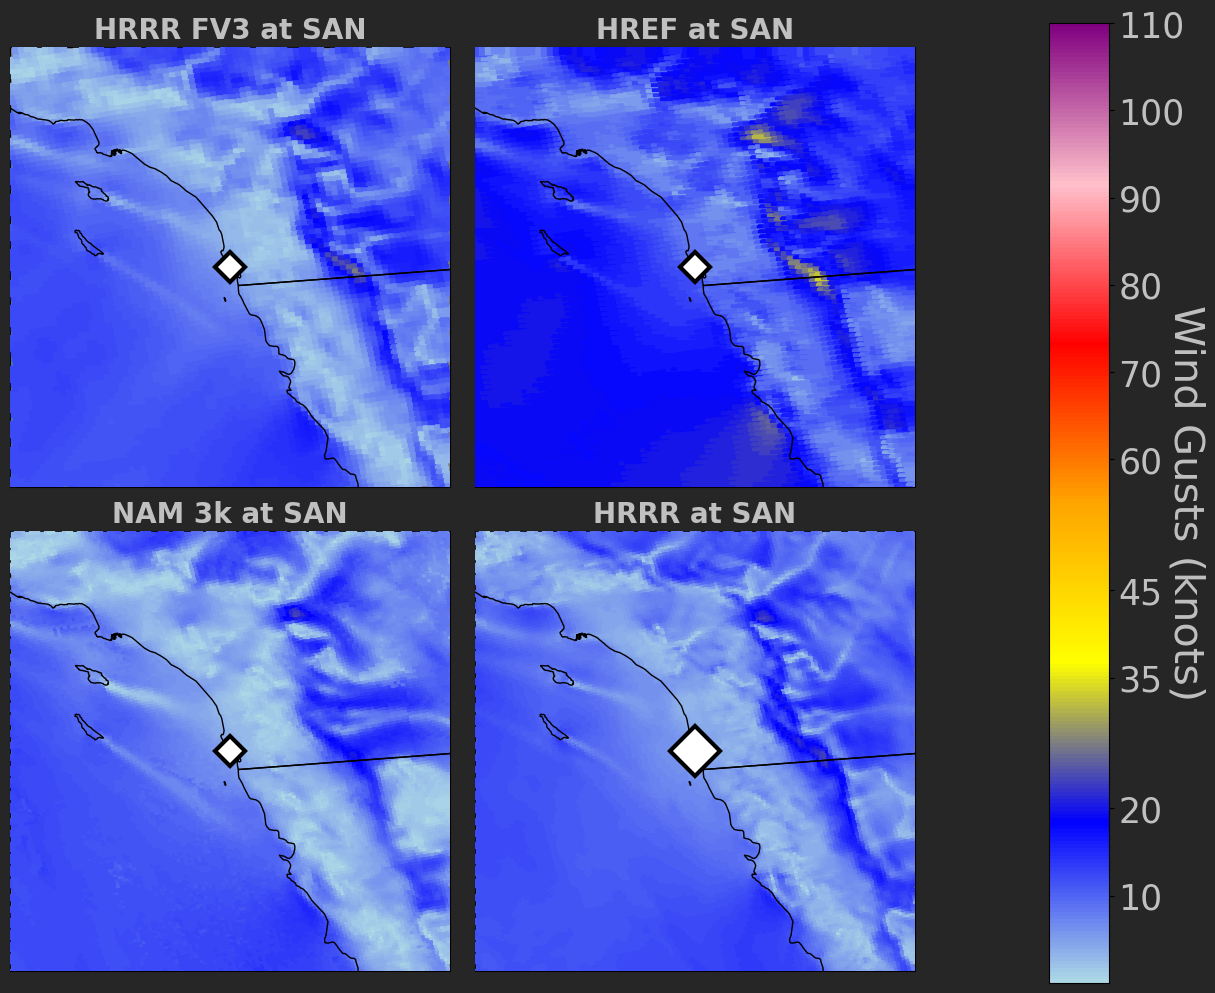 HRRR FV3 at SAN
HREF at SAN
NAM 3k at SAN
HRRR at SAN
110
100
90
80
70
60
45
35
20
10
Wind Gusts (knots)